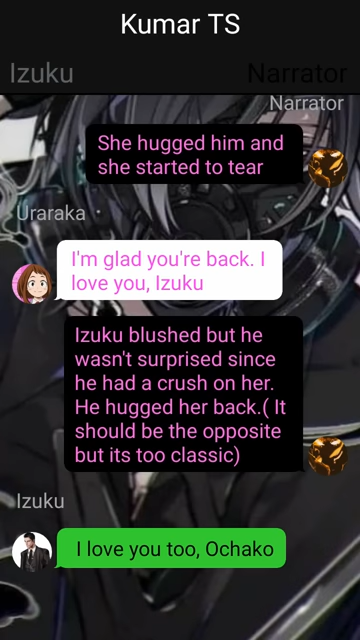 Kumar TS
Izuku
Narrator
Narrator
She hugged him and
she started to tear
Uraraka
I'm glad you're back. I
love you, Izuku
Izuku blushed but he
wasn't surprised since
he had a crush on her.
He hugged her back.( It
should be the opposite
but its too classic)
Izuku
I love you too, Ochako